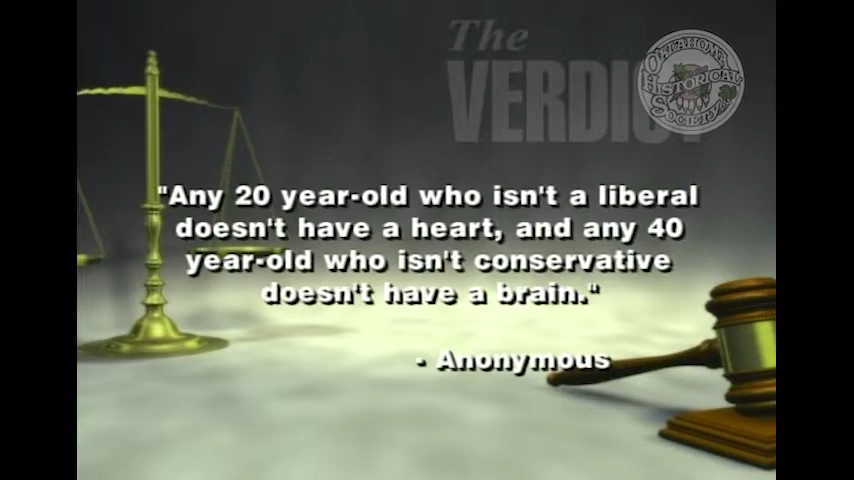 The
VERDICT
OKLAHOMA
HISTORICAL
SOCIETY
"Any 20 year-old who isn't a liberal
doesn't have a heart, and any 40
year-old who isn't conservative
doesn't have a brain."
- Anonymous